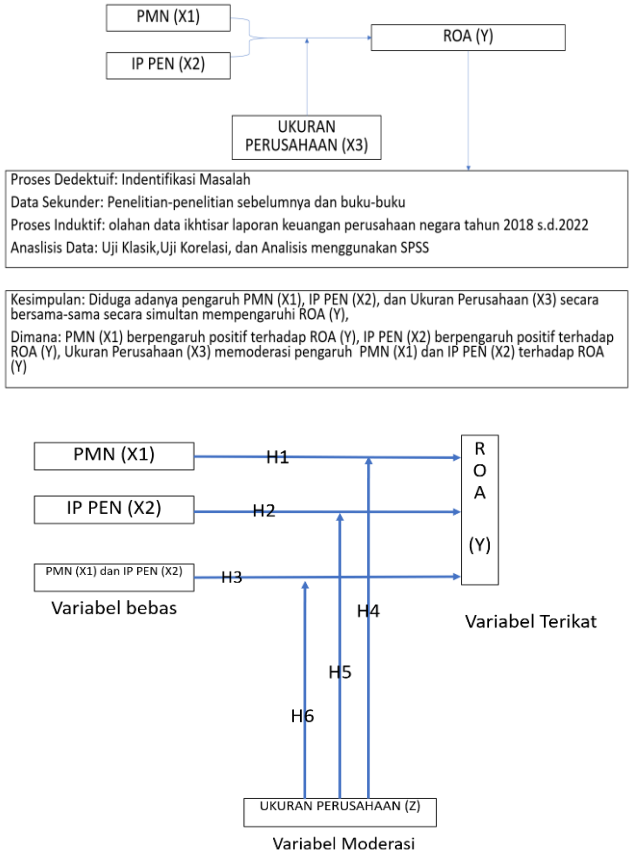 PMN (X1)
ROA (Y)
IP PEN (X2)
UKURAN
PERUSAHAAN (X3)
Proses Dedektuif: Indentifikasi Masalah
Data Sekunder: Penelitian-penelitian sebelumnya dan buku-buku
Proses Induktif: olahan data ikhtisar laporan keuangan perusahaan negara tahun 2018 s.d.2022
Anaslisis Data: Uji Klasik,Uji Korelasi, dan Analisis menggunakan SPSS
Kesimpulan: Diduga adanya pengaruh PMN (X1), IP PEN (X2), dan Ukuran Perusahaan (X3) secara
bersama-sama secara simultan mempengaruhi ROA (Y),
Dimana: PMN (X1) berpengaruh positif terhadap ROA (Y), IP PEN (X2) berpengaruh positif terhadap
ROA (Y), Ukuran Perusahaan (X3) memoderasi pengaruh PMN (X1) dan IP PEN (X2) terhadap ROA
(Y)
PMN (X1)
H1
R
O
A
(Y)
IP PEN (X2)
H2
PMN (X1) dan IP PEN (X2)
H3
Variabel bebas
H4
Variabel Terikat
H5
H6
UKURAN PERUSAHAAN (Z)
Variabel Moderasi